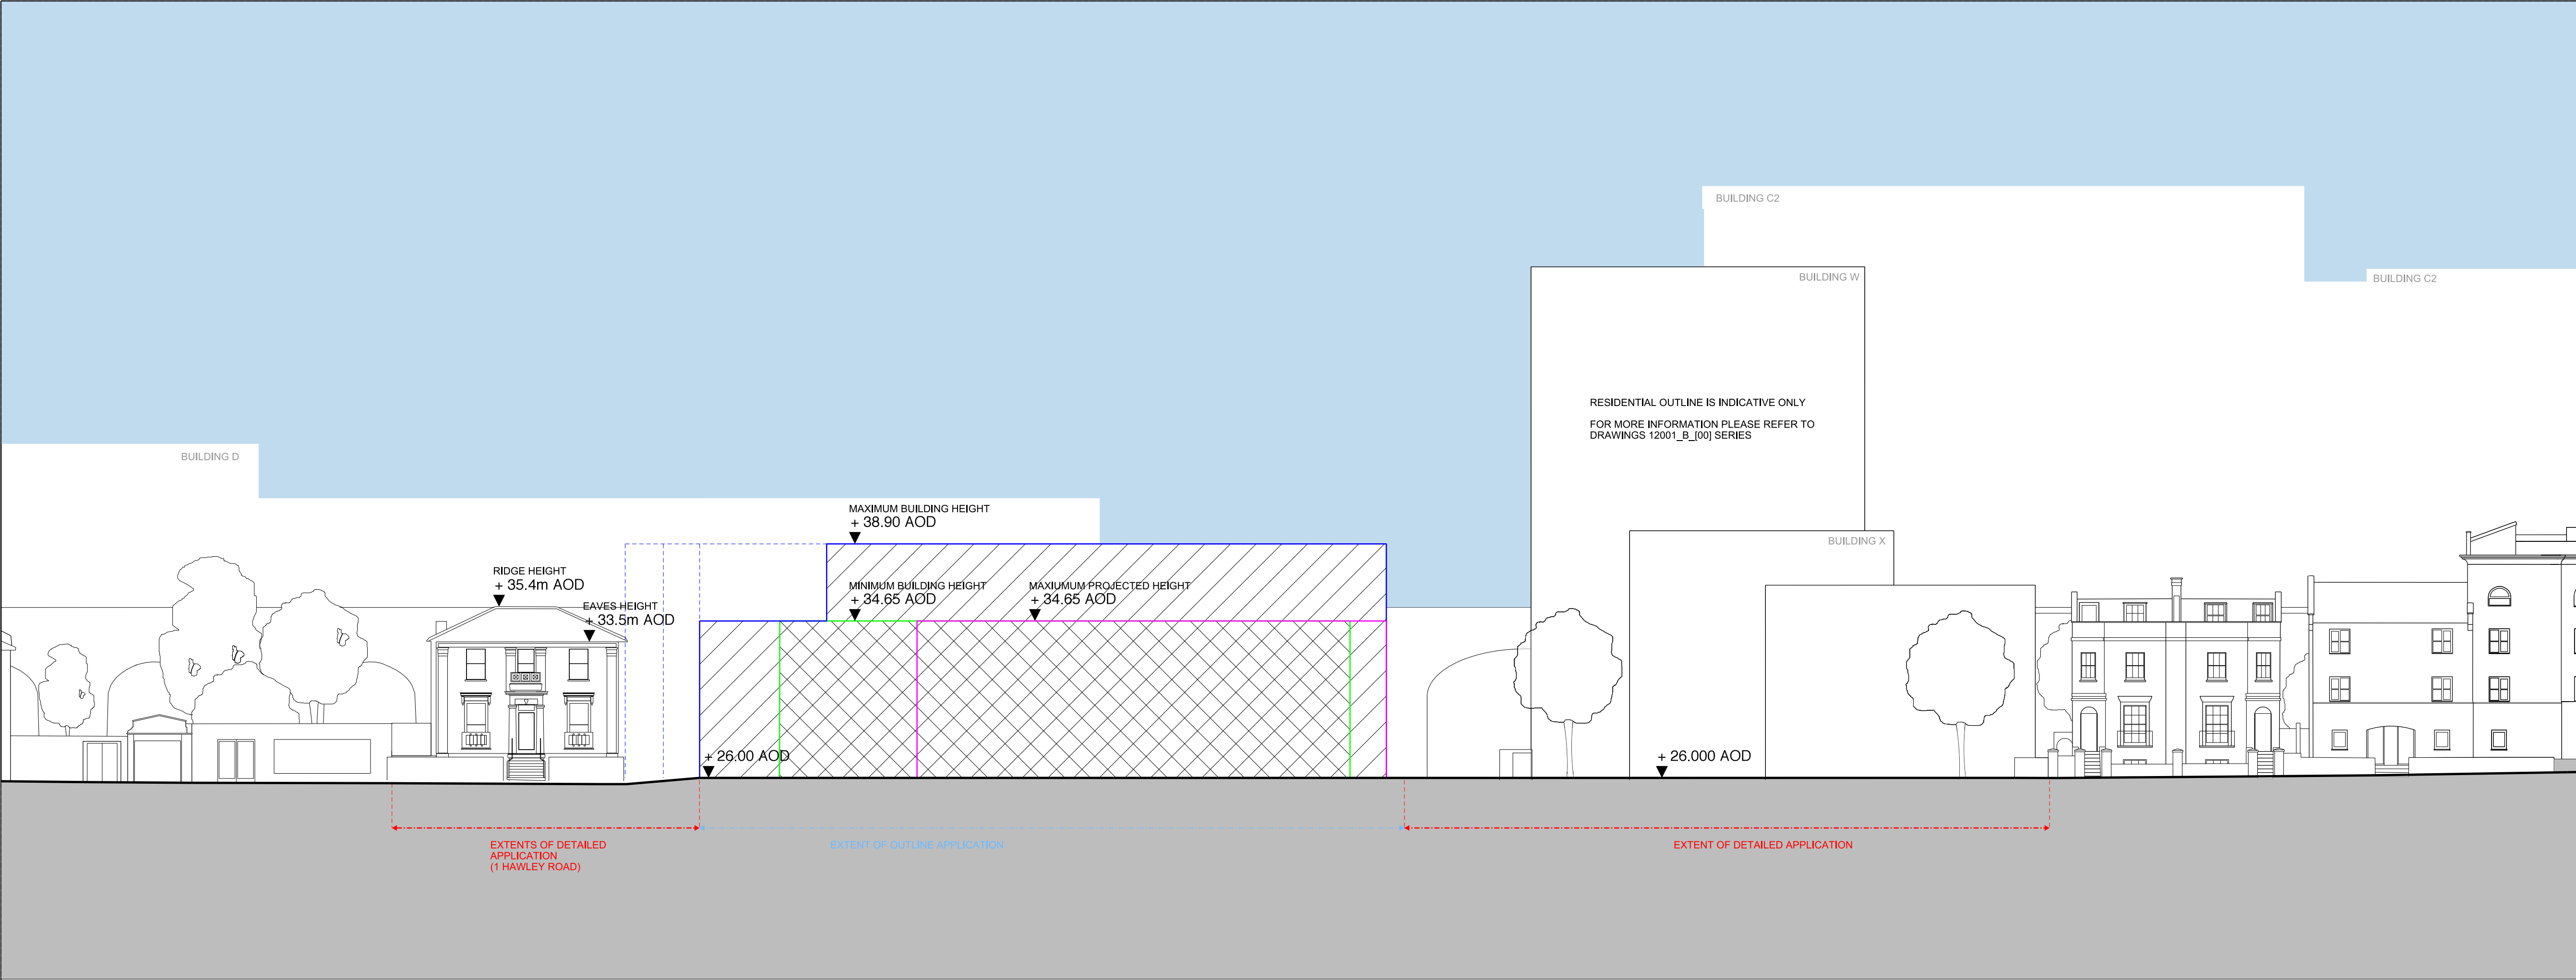 BUILDING C2
BUILDING W
BUILDING C2
RESIDENTIAL OUTLINE IS INDICATIVE ONLY
FOR MORE INFORMATION PLEASE REFER TO
DRAWINGS 12001_B_[00] SERIES
BUILDING D
MAXIMUM BUILDING HEIGHT
+ 38.90 AOD
BUILDING X
RIDGE HEIGHT
+ 35.4m AOD
EAVES HEIGHT
+ 33.5m AOD
MINIMUM BUILDING HEIGHT
+ 34.65 AOD
MAXIUMUM PROJECTED HEIGHT
+ 34.65 AOD
+ 26.00 AOD
+ 26.000 AOD
EXTENTS OF DETAILED
APPLICATION
(1 HAWLEY ROAD)
EXTENT OF OUTLINE APPLICATION
EXTENT OF DETAILED APPLICATION